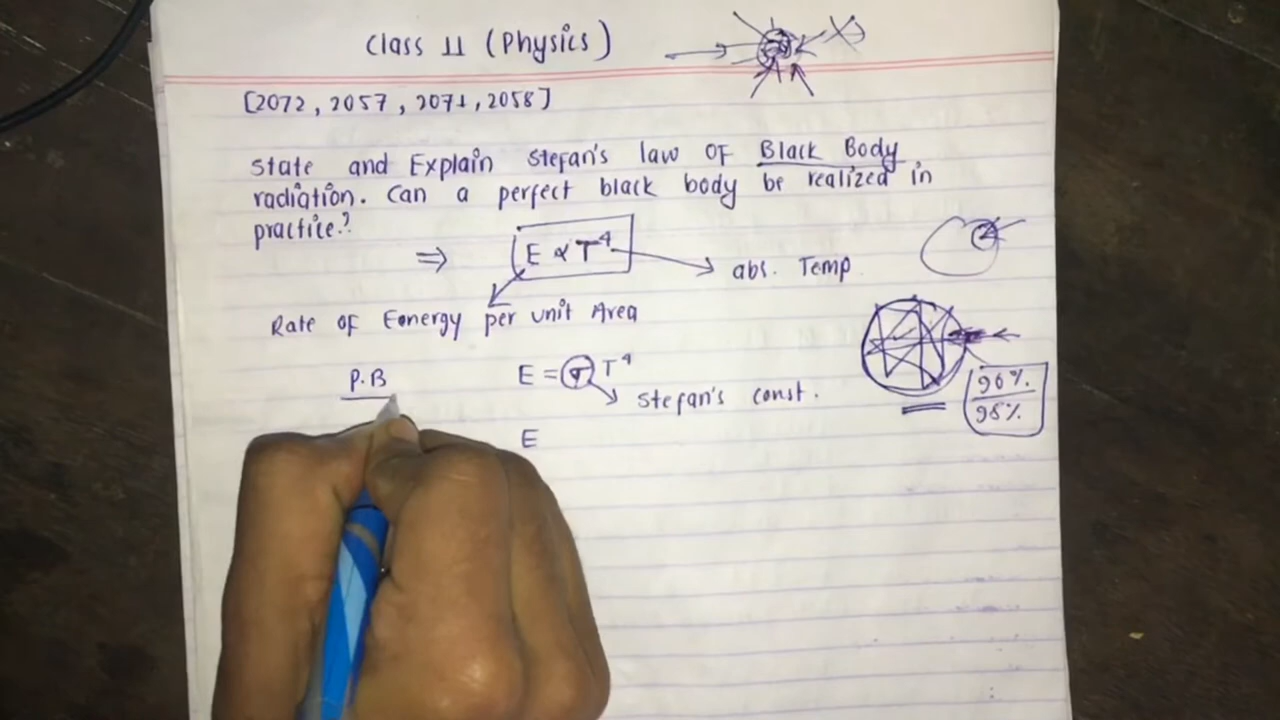 Class 11 (Physics)
[2072, 2057, 2071, 2058]
State and Explain Stefan's law of Black Body
radiation. Can a perfect black body be realized in
practice?
⇒ E ∝ T⁴
abs. Temp
Rate of Eenergy per unit Area
P.B
E = σ T⁴
Stefan's const.
96%
98%
E